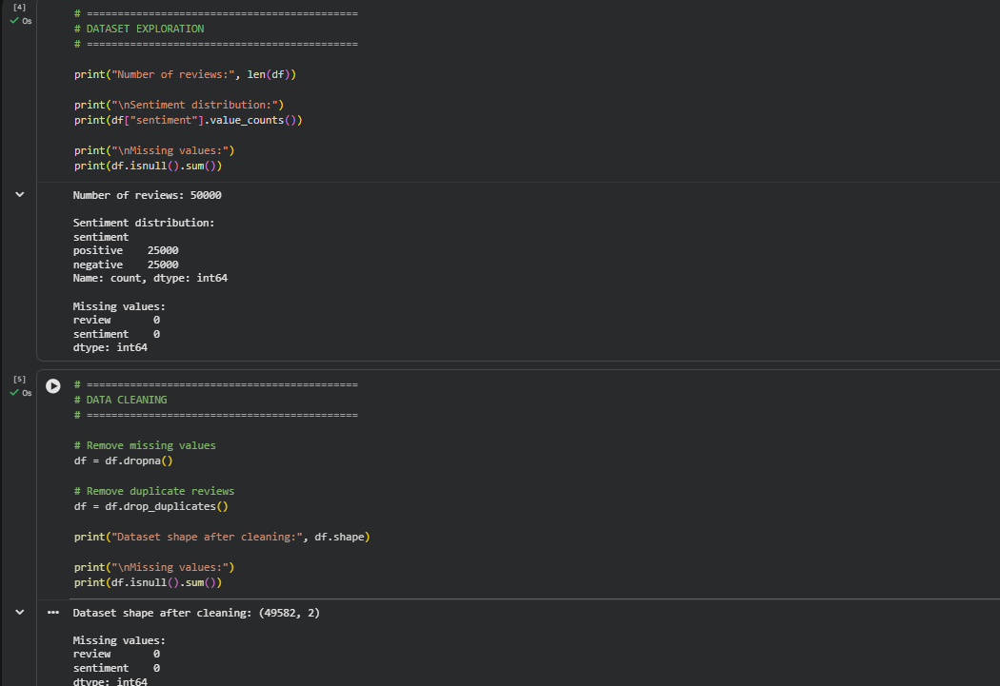 [4]
0s
# ============================================
# DATASET EXPLORATION
# ============================================
print("Number of reviews:", len(df))
print("\nSentiment distribution:")
print(df["sentiment"].value_counts())
print("\nMissing values:")
print(df.isnull().sum())
Number of reviews: 50000
Sentiment distribution:
sentiment
positive    25000
negative    25000
Name: count, dtype: int64
Missing values:
review       0
sentiment    0
dtype: int64
[5]
0s
# ============================================
# DATA CLEANING
# ============================================
# Remove missing values
df = df.dropna()
# Remove duplicate reviews
df = df.drop_duplicates()
print("Dataset shape after cleaning:", df.shape)
print("\nMissing values:")
print(df.isnull().sum())
Dataset shape after cleaning: (49582, 2)
Missing values:
review       0
sentiment    0
dtype: int64